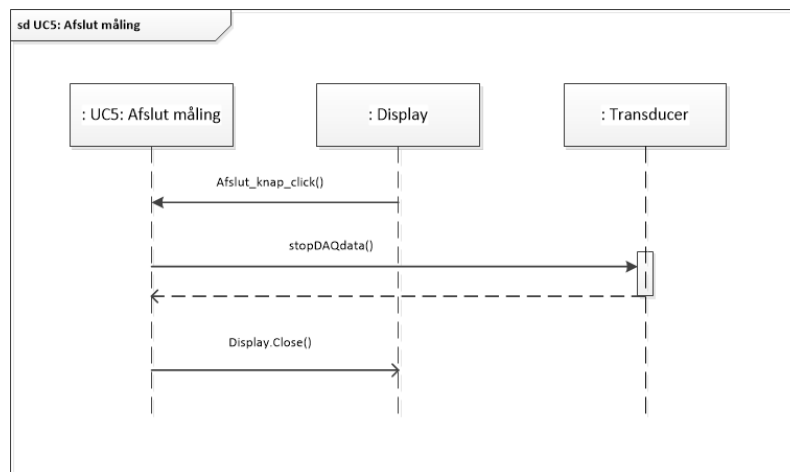 sd UC5: Afslut måling
: UC5: Afslut måling
: Display
: Transducer
Afslut_knap_click()
stopDAQdata()
Display.Close()